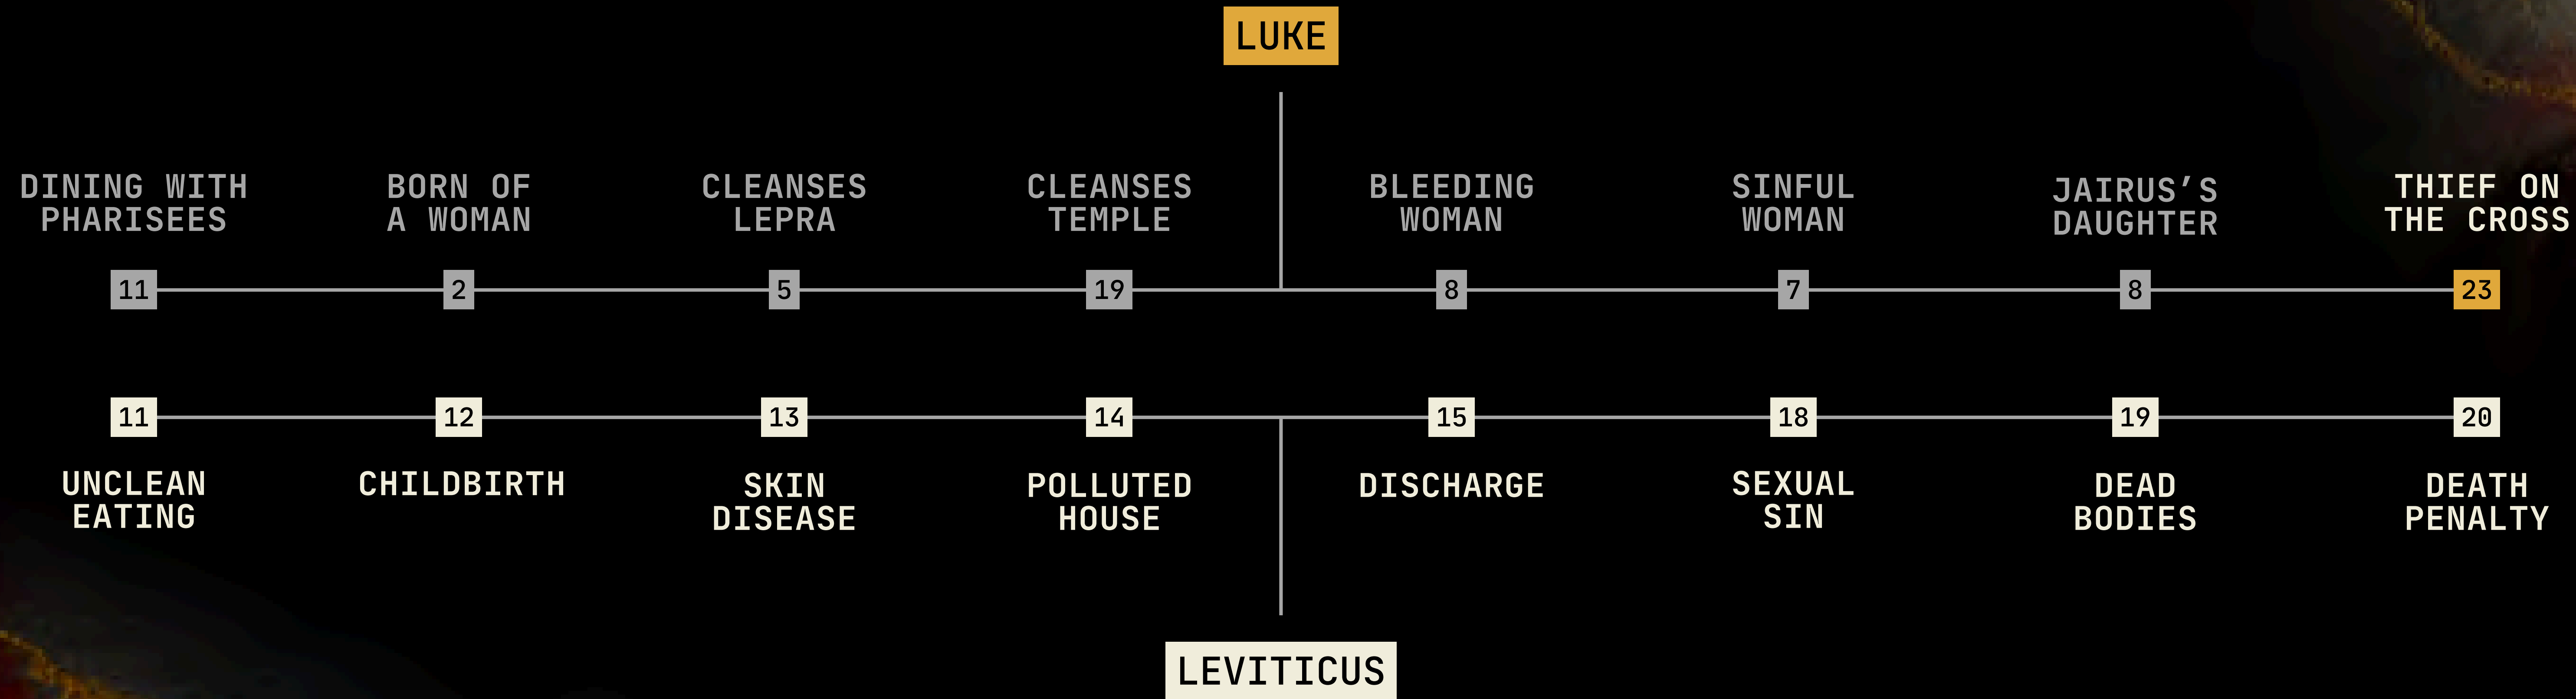 LUKE
DINING WITH
PHARISEES
BORN OF
A WOMAN
CLEANSES
LEPRA
CLEANSES
TEMPLE
BLEEDING
WOMAN
SINFUL
WOMAN
JAIRUS’S
DAUGHTER
THIEF ON
THE CROSS
11 2 5 19 8 7 8 23
11 12 13 14 15 18 19 20
UNCLEAN
EATING
CHILDBIRTH
SKIN
DISEASE
POLLUTED
HOUSE
DISCHARGE
SEXUAL
SIN
DEAD
BODIES
DEATH
PENALTY
LEVITICUS